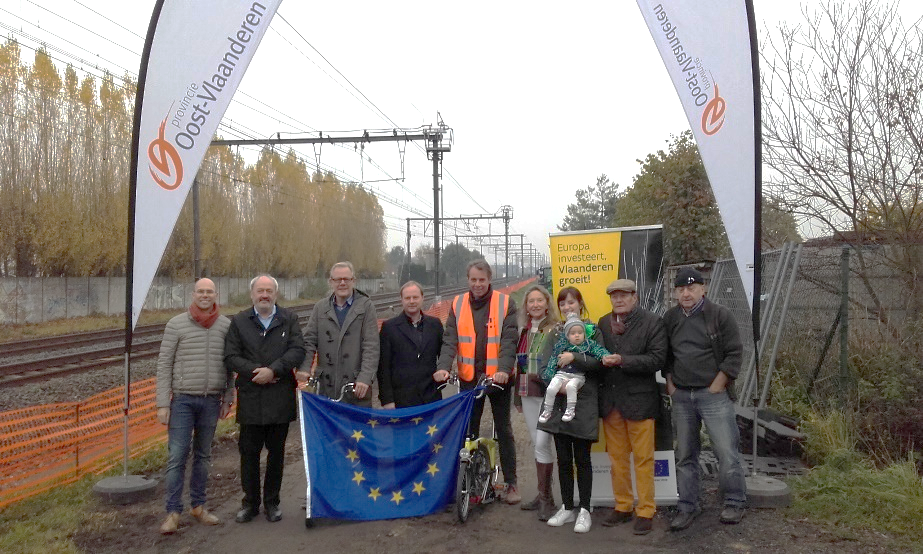 provincie
Oost-Vlaanderen
provincie
Oost-Vlaanderen
Europa
investeert,
Vlaanderen
groeit!